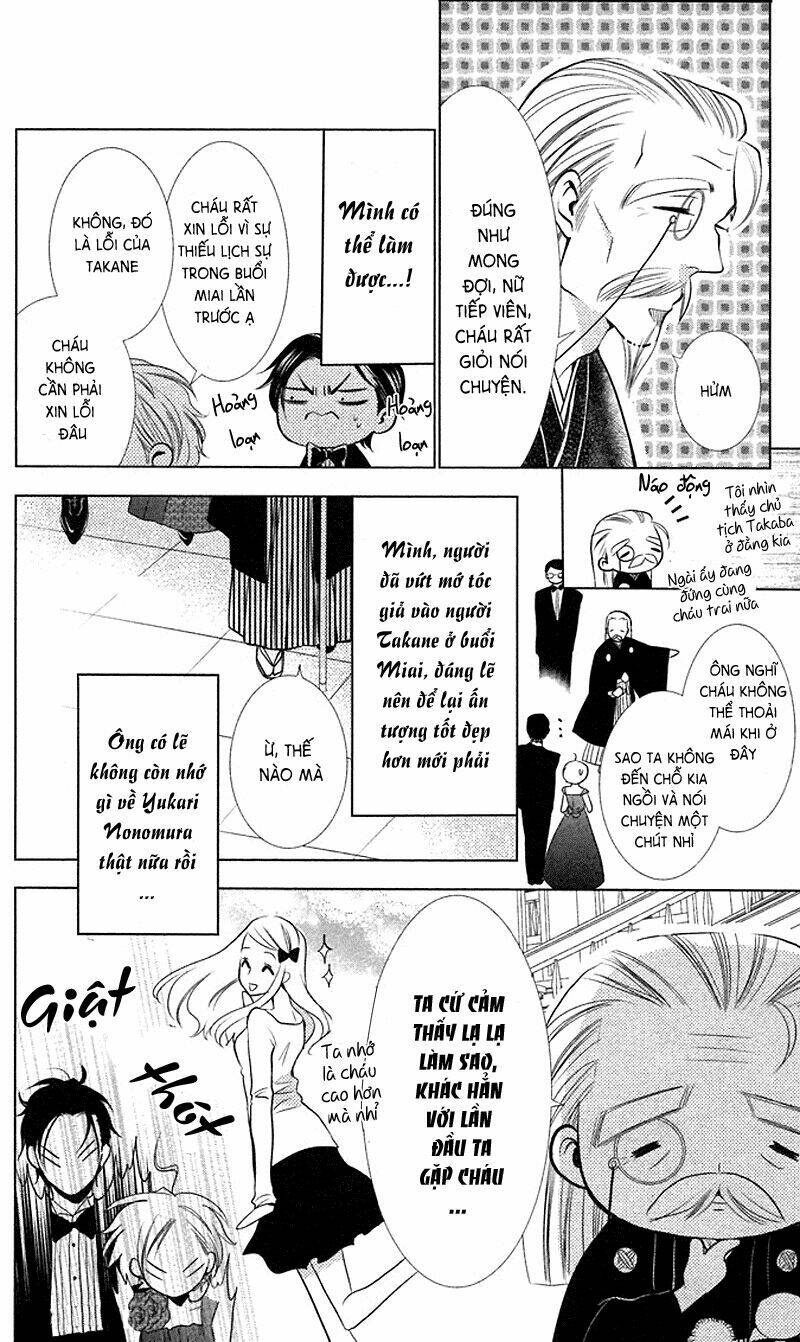 HỬM
ĐÚNG
NHƯ
MONG
ĐỢI, NỮ
TIẾP VIÊN,
CHÁU RẤT
GIỎI NÓI
CHUYỆN.
Mình có
thể làm
được...!
CHÁU RẤT
XIN LỖI VÌ SỰ
THIẾU LỊCH SỰ
TRONG BUỔI
MIAI LẦN
TRƯỚC Ạ
KHÔNG, ĐÓ
LÀ LỖI CỦA
TAKANE
CHÁU
KHÔNG
CẦN PHẢI
XIN LỖI
ĐÂU
Hoảng
loạn
Hoảng
loạn
Náo động
Tôi nhìn
thấy chủ
tịch Takaba
ở đằng kia
Ngài ấy đang
đứng cùng
cháu trai nữa
ÔNG NGHĨ
CHÁU KHÔNG
THỂ THOẢI
MÁI KHI Ở
ĐÂY
SAO TA KHÔNG
ĐẾN CHỖ KIA
NGỒI VÀ NÓI
CHUYỆN MỘT
CHÚT NHỈ
Mình, người
đã vứt mớ tóc
giả vào người
Takane ở buổi
Miai, đáng lẽ
nên để lại ấn
tượng tốt đẹp
hơn mới phải
Ừ, THẾ
NÀO MÀ
Ông có lẽ
không còn nhớ
gì về Yukari
Nonomura
thật nữa rồi
...
TA CỨ CẢM
THẤY LẠ LẠ
LÀM SAO,
KHÁC HẲN
VỚI LẦN
ĐẦU TA
GẶP CHÁU
...
Ta nhớ
là cháu
cao hơn
mà nhỉ
Giật
thót